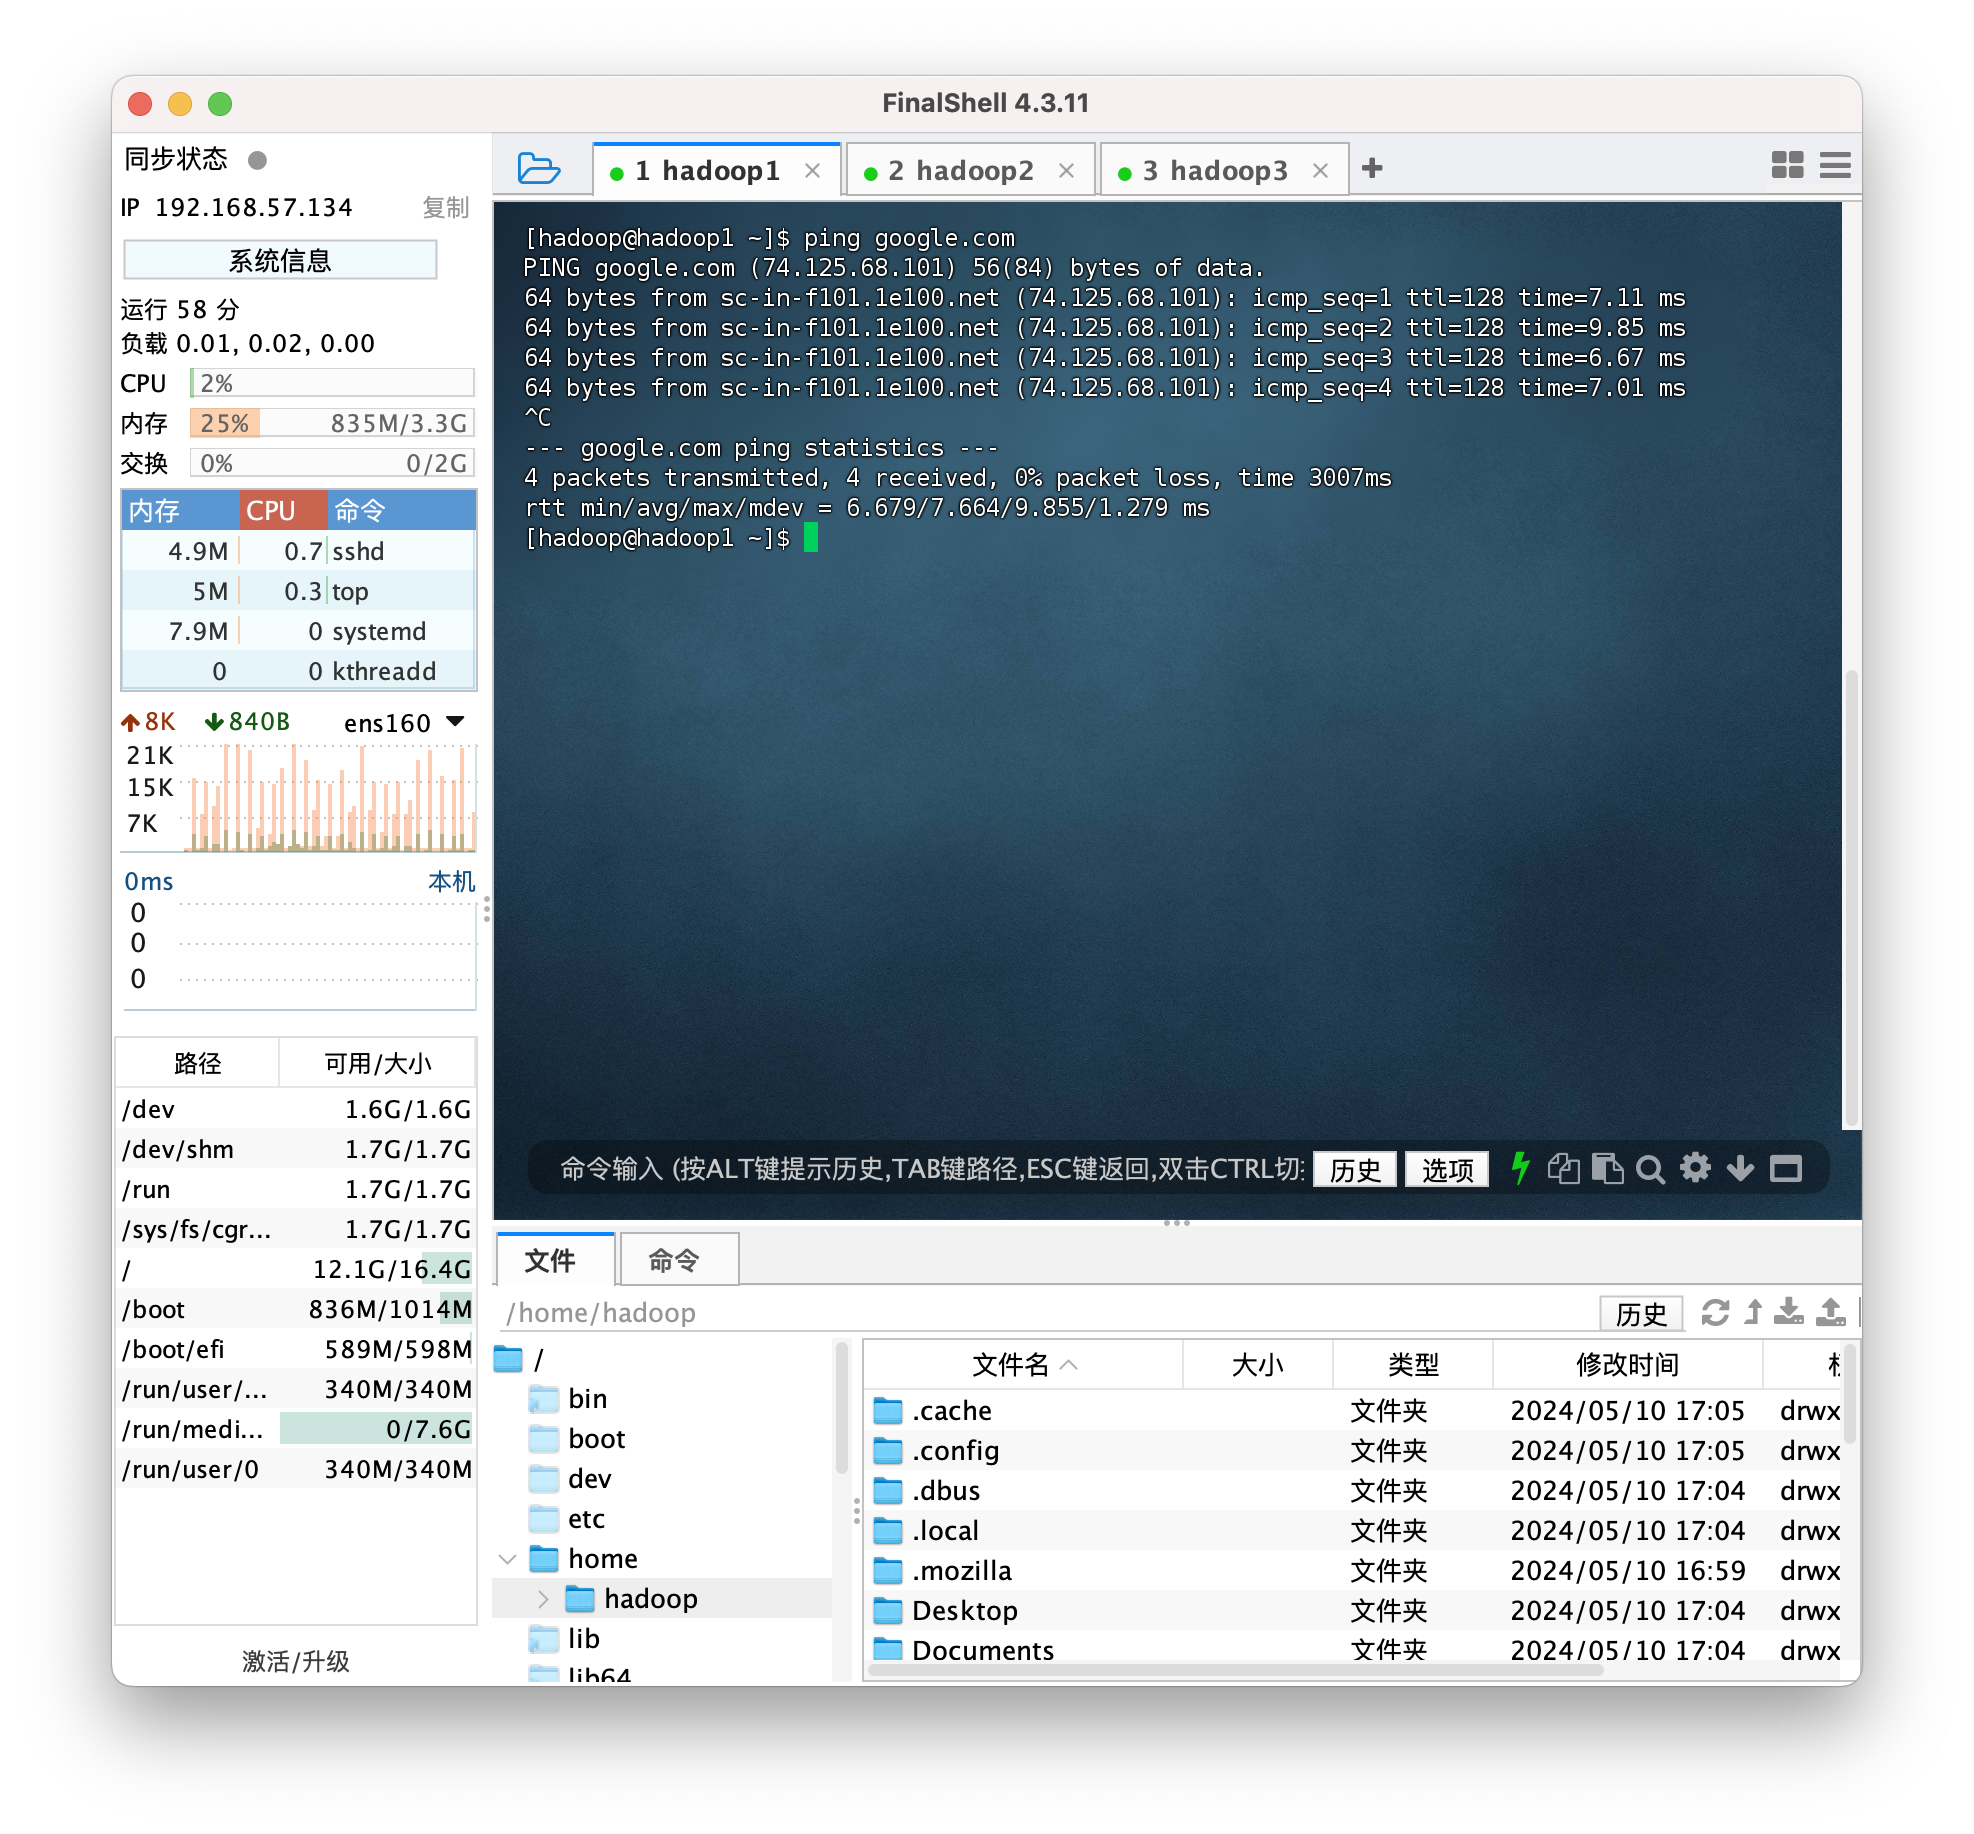 FinalShell 4.3.11
同步状态
IP 192.168.57.134 复制
系统信息
运行 58 分
负载 0.01, 0.02, 0.00
CPU 2%
内存 25% 835M/3.3G
交换 0% 0/2G
内存 CPU 命令
4.9M 0.7 sshd
5M 0.3 top
7.9M 0 systemd
0 0 kthreadd
8K 840B ens160
21K
15K
7K
0ms 本机
0
0
0
路径 可用/大小
/dev 1.6G/1.6G
/dev/shm 1.7G/1.7G
/run 1.7G/1.7G
/sys/fs/cgr... 1.7G/1.7G
/ 12.1G/16.4G
/boot 836M/1014M
/boot/efi 589M/598M
/run/user/... 340M/340M
/run/medi... 0/7.6G
/run/user/0 340M/340M
激活/升级
1 hadoop1 2 hadoop2 3 hadoop3
[hadoop@hadoop1 ~]$ ping google.com
PING google.com (74.125.68.101) 56(84) bytes of data.
64 bytes from sc-in-f101.1e100.net (74.125.68.101): icmp_seq=1 ttl=128 time=7.11 ms
64 bytes from sc-in-f101.1e100.net (74.125.68.101): icmp_seq=2 ttl=128 time=9.85 ms
64 bytes from sc-in-f101.1e100.net (74.125.68.101): icmp_seq=3 ttl=128 time=6.67 ms
64 bytes from sc-in-f101.1e100.net (74.125.68.101): icmp_seq=4 ttl=128 time=7.01 ms
^C
--- google.com ping statistics ---
4 packets transmitted, 4 received, 0% packet loss, time 3007ms
rtt min/avg/max/mdev = 6.679/7.664/9.855/1.279 ms
[hadoop@hadoop1 ~]$
命令输入 (按ALT键提示历史,TAB键路径,ESC键返回,双击CTRL切 历史 选项
文件 命令
/home/hadoop 历史
/
bin
boot
dev
etc
home
hadoop
lib
lib64
文件名 大小 类型 修改时间
.cache 文件夹 2024/05/10 17:05 drwx
.config 文件夹 2024/05/10 17:05 drwx
.dbus 文件夹 2024/05/10 17:04 drwx
.local 文件夹 2024/05/10 17:04 drwx
.mozilla 文件夹 2024/05/10 16:59 drwx
Desktop 文件夹 2024/05/10 17:04 drwx
Documents 文件夹 2024/05/10 17:04 drwx